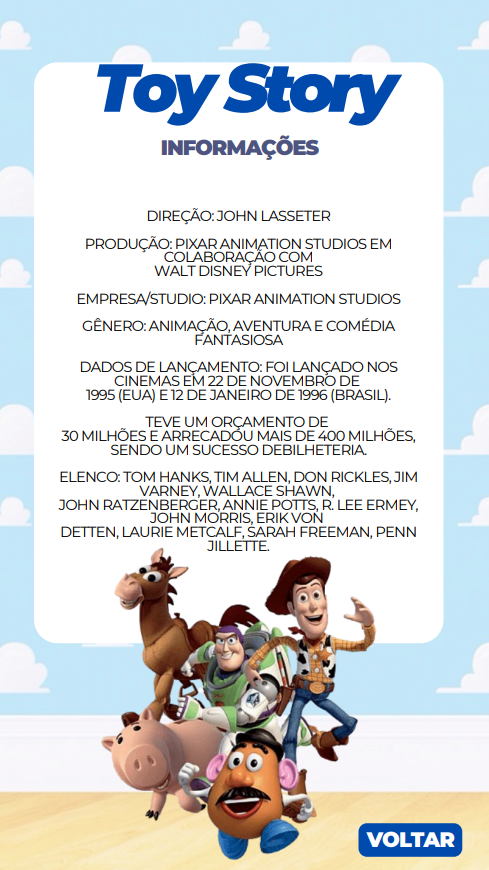 Toy Story
INFORMAÇÕES
DIREÇÃO: JOHN LASSETER
PRODUÇÃO: PIXAR ANIMATION STUDIOS EM
COLABORAÇÃO COM
WALT DISNEY PICTURES
EMPRESA/STUDIO: PIXAR ANIMATION STUDIOS
GÊNERO: ANIMAÇÃO, AVENTURA E COMÉDIA
FANTASIOSA
DADOS DE LANÇAMENTO: FOI LANÇADO NOS
CINEMAS EM 22 DE NOVEMBRO DE
1995 (EUA) E 12 DE JANEIRO DE 1996 (BRASIL).
TEVE UM ORÇAMENTO DE
30 MILHÕES E ARRECADOU MAIS DE 400 MILHÕES,
SENDO UM SUCESSO DEBILHETERIA.
ELENCO: TOM HANKS, TIM ALLEN, DON RICKLES, JIM
VARNEY, WALLACE SHAWN,
JOHN RATZENBERGER, ANNIE POTTS, R. LEE ERMEY,
JOHN MORRIS, ERIK VON
DETTEN, LAURIE METCALF, SARAH FREEMAN, PENN
JILLETTE.
VOLTAR